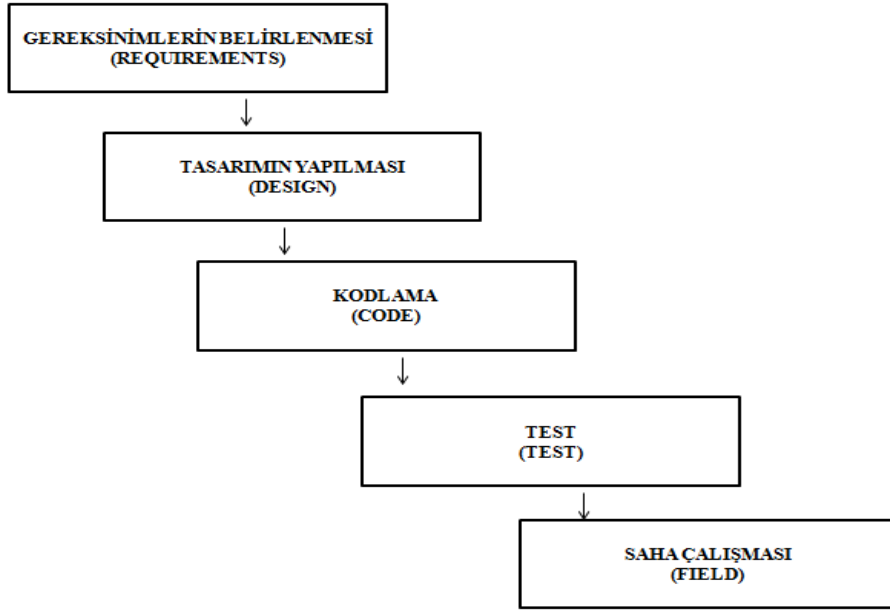 GEREKSİNİMLERİN BELİRLENMESİ
(REQUIREMENTS)
TASARIMIN YAPILMASI
(DESIGN)
KODLAMA
(CODE)
TEST
(TEST)
SAHA ÇALIŞMASI
(FIELD)